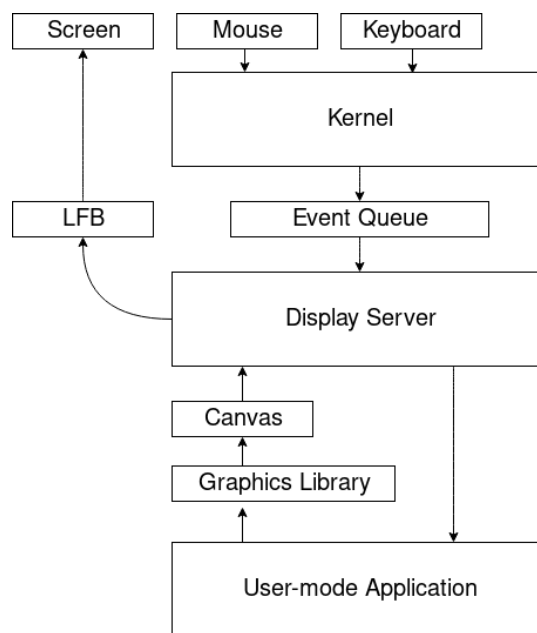 Screen
Mouse
Keyboard
Kernel
LFB
Event Queue
Display Server
Canvas
Graphics Library
User-mode Application